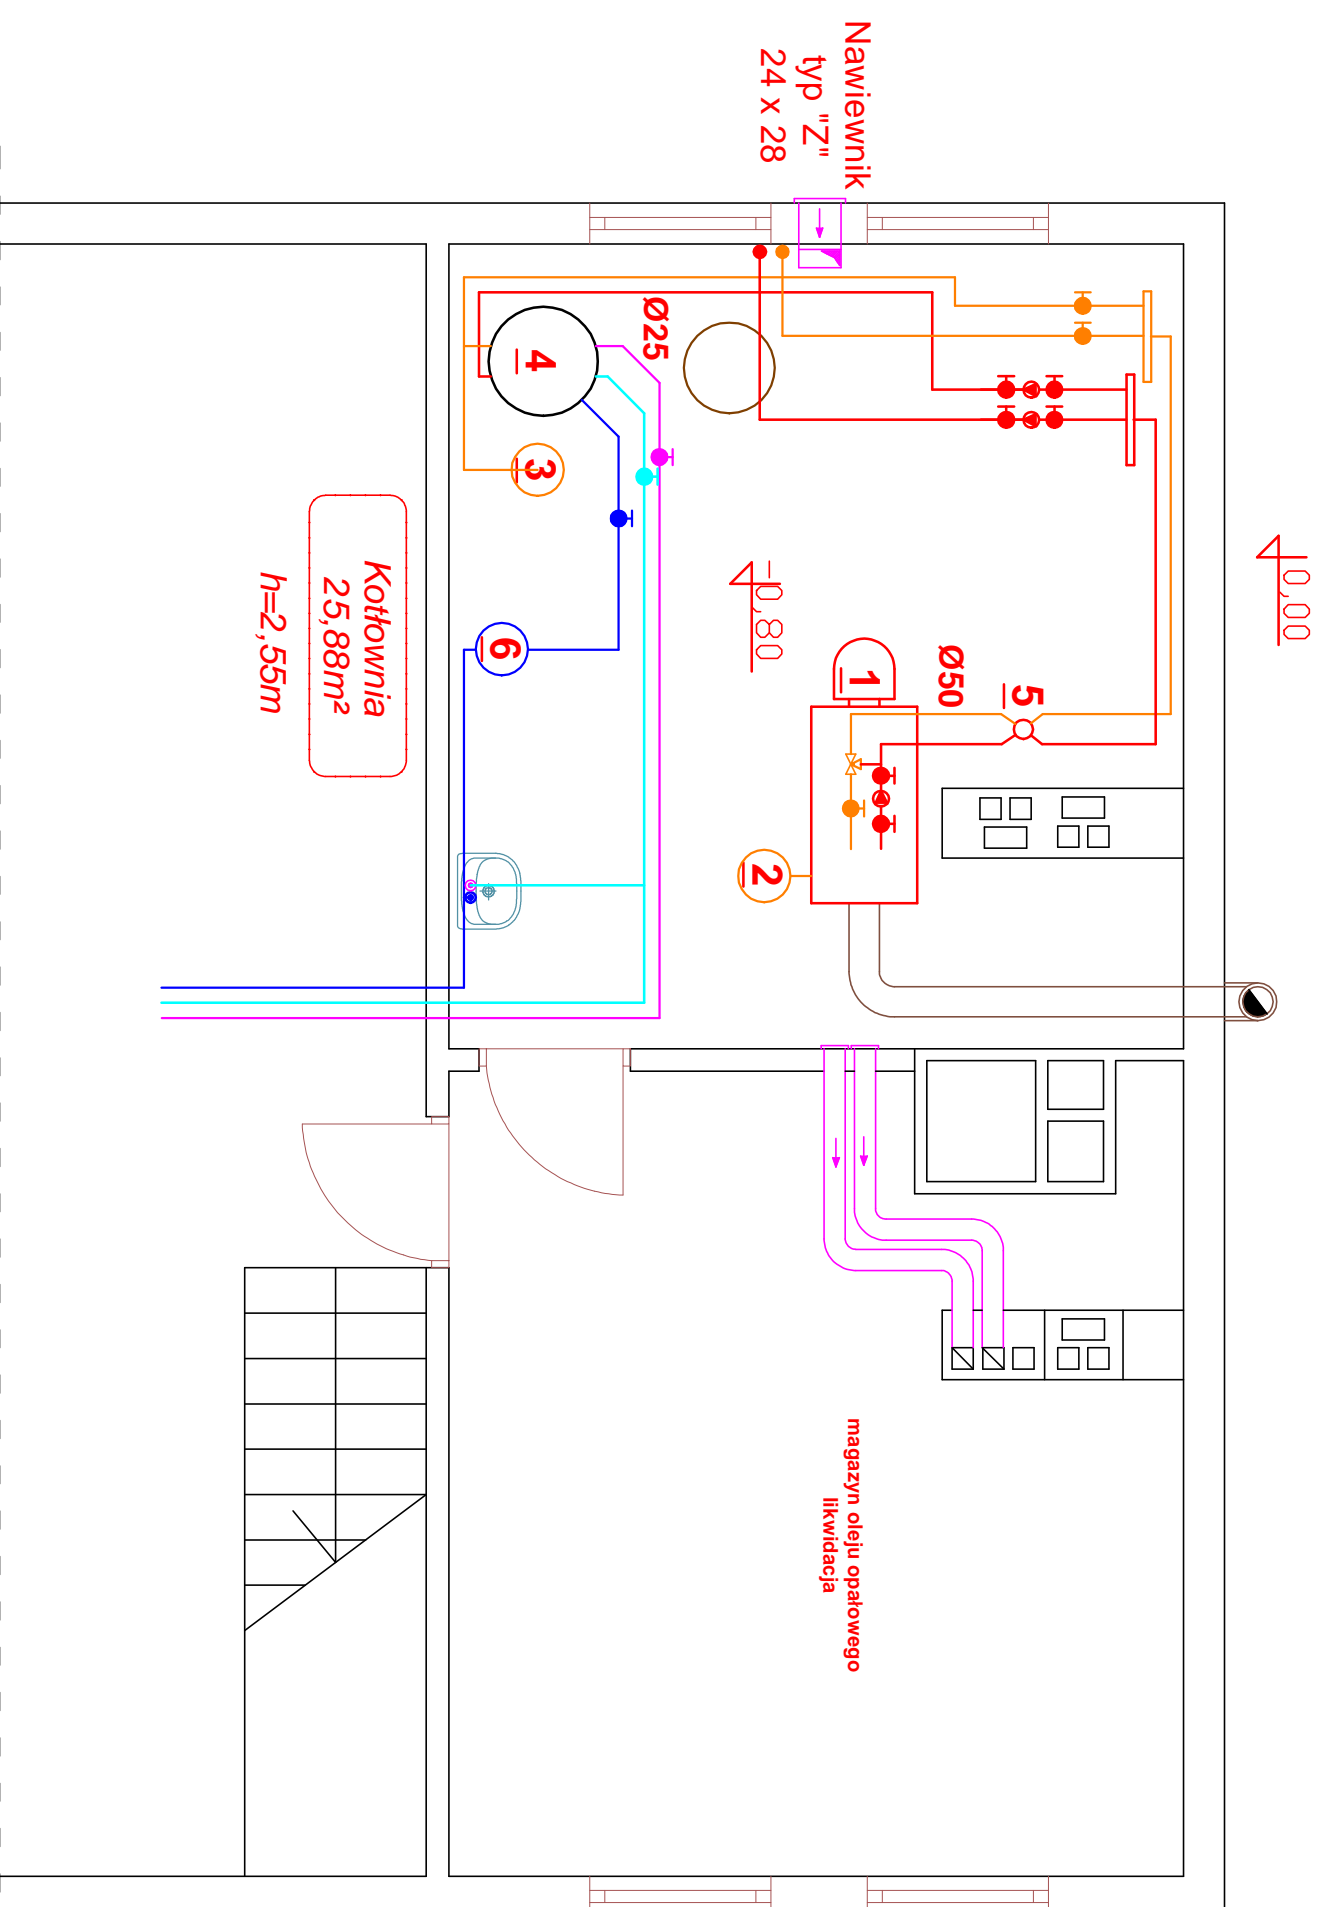 Nawiewnik
typ "Z"
24 x 28
Ø25
4
3
0,00
-0,80
Kotłownia
25,88m²
h=2,55m
6
1
Ø50
5
2
magazyn oleju opałowego
likwidacja